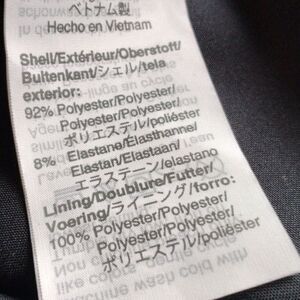 ベトナム製
Hecho en Vietnam
Shell/Extérieur/Oberstoff/
Buitenkant/シェル/tela
exterior:
92% Polyester/Polyester/
Polyester/Polyester/
ポリエステル/poliéster
8% Elastane/Élasthanne/
Elastan/Elastaan/
エラステーン/elastano
Lining/Doublure/Futter/
Voering/ライニング/forro:
100% Polyester/Polyester/
Polyester/Polyester/
ポリエステル/poliéster